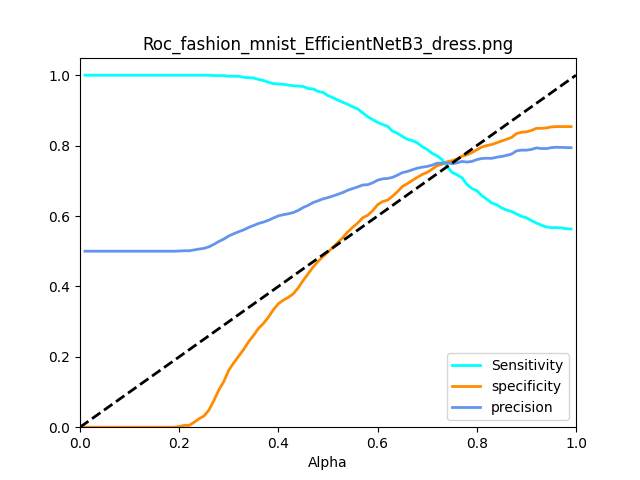 Roc_fashion_mnist_EfficientNetB3_dress.png
1.0
0.8
0.6
0.4
0.2
0.0
Sensitivity
specificity
precision
0.0 0.2 0.4 0.6 0.8 1.0
Alpha